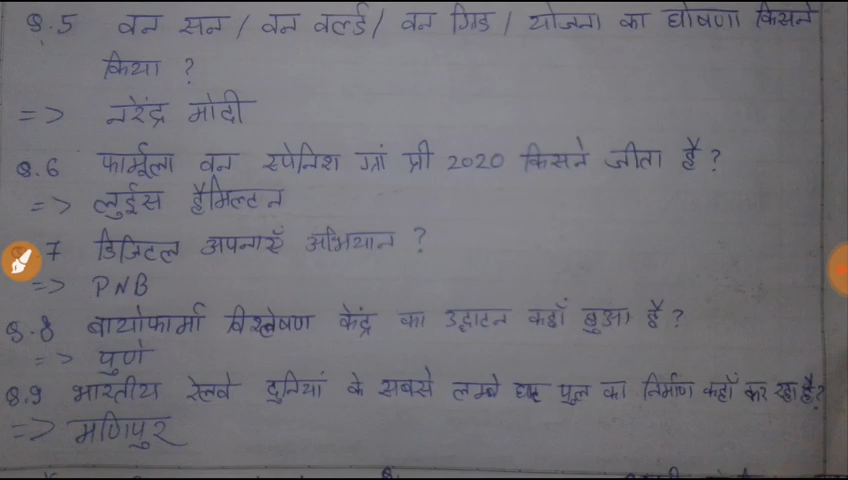 Q.5 वन सन / वन वर्ल्ड / वन ग्रिड / योजना का घोषणा किसने
किया ?
=> नरेंद्र मोदी
Q.6 फार्मूला वन स्पेनिश ग्रां प्री 2020 किसने जीता है ?
=> लुईस हैमिल्टन
7 डिजिटल अपनाएँ अभियान ?
=> PNB
Q.8 बायोफार्मा विश्लेषण केंद्र का उद्घाटन कहाँ हुआ है ?
=> पुणे
Q.9 भारतीय रेलवे दुनियां के सबसे लम्बे पुल का निर्माण कहाँ कर रहा है ?
=> मणिपुर